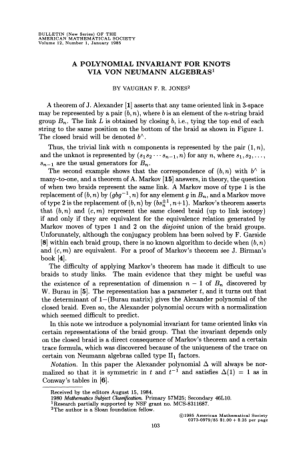 BULLETIN (New Series) OF THE
AMERICAN MATHEMATICAL SOCIETY
Volume 12, Number 1, January 1985
A POLYNOMIAL INVARIANT FOR KNOTS
VIA VON NEUMANN ALGEBRAS¹
BY VAUGHAN F. R. JONES²
A theorem of J. Alexander [1] asserts that any tame oriented link in 3-space
may be represented by a pair (b, n), where b is an element of the n-string braid
group Bₙ. The link L is obtained by closing b, i.e., tying the top end of each
string to the same position on the bottom of the braid as shown in Figure 1.
The closed braid will be denoted b^.
Thus, the trivial link with n components is represented by the pair (1, n),
and the unknot is represented by (s₁s₂ ··· sₙ₋₁, n) for any n, where s₁, s₂, . . . ,
sₙ₋₁ are the usual generators for Bₙ.
The second example shows that the correspondence of (b, n) with b^ is
many-to-one, and a theorem of A. Markov [15] answers, in theory, the question
of when two braids represent the same link. A Markov move of type 1 is the
replacement of (b, n) by (gbg⁻¹, n) for any element g in Bₙ, and a Markov move
of type 2 is the replacement of (b, n) by (bsₙ^±1, n+1). Markov's theorem asserts
that (b, n) and (c, m) represent the same closed braid (up to link isotopy)
if and only if they are equivalent for the equivalence relation generated by
Markov moves of types 1 and 2 on the disjoint union of the braid groups.
Unfortunately, although the conjugacy problem has been solved by F. Garside
[8] within each braid group, there is no known algorithm to decide when (b, n)
and (c, m) are equivalent. For a proof of Markov's theorem see J. Birman's
book [4].
The difficulty of applying Markov's theorem has made it difficult to use
braids to study links. The main evidence that they might be useful was
the existence of a representation of dimension n − 1 of Bₙ discovered by
W. Burau in [5]. The representation has a parameter t, and it turns out that
the determinant of 1−(Burau matrix) gives the Alexander polynomial of the
closed braid. Even so, the Alexander polynomial occurs with a normalization
which seemed difficult to predict.
In this note we introduce a polynomial invariant for tame oriented links via
certain representations of the braid group. That the invariant depends only
on the closed braid is a direct consequence of Markov's theorem and a certain
trace formula, which was discovered because of the uniqueness of the trace on
certain von Neumann algebras called type II₁ factors.
Notation. In this paper the Alexander polynomial Δ will always be nor-
malized so that it is symmetric in t and t⁻¹ and satisfies Δ(1) = 1 as in
Conway's tables in [6].
Received by the editors August 15, 1984.
1980 Mathematics Subject Classification. Primary 57M25; Secondary 46L10.
¹Research partially supported by NSF grant no. MCS-8311687.
²The author is a Sloan foundation fellow.
©1985 American Mathematical Society
0273-0979/85 $1.00 + $.25 per page
103